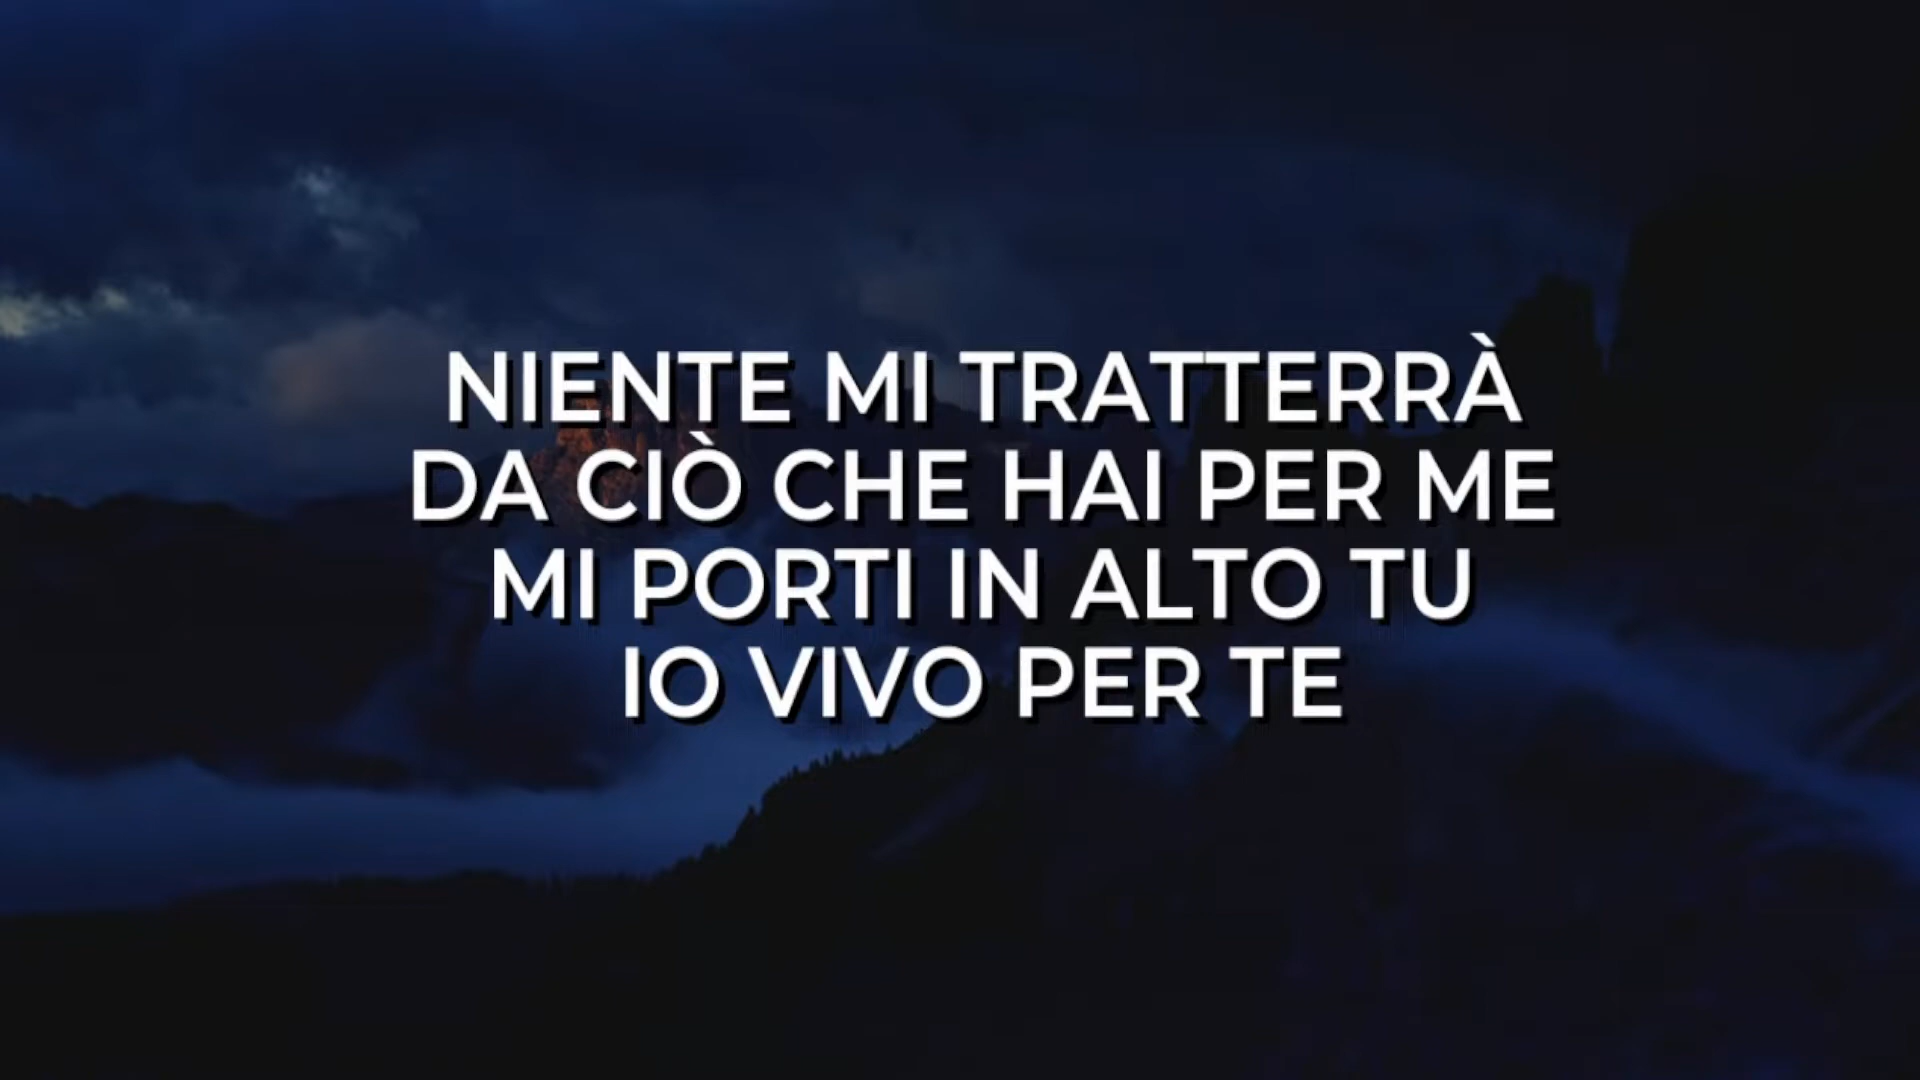 NIENTE MI TRATTERRÀ
DA CIÒ CHE HAI PER ME
MI PORTI IN ALTO TU
IO VIVO PER TE